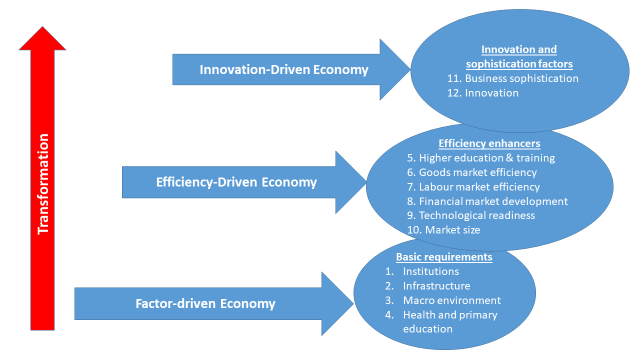 Transformation
Innovation-Driven Economy
Innovation and
sophistication factors
11. Business sophistication
12. Innovation
Efficiency-Driven Economy
Efficiency enhancers
5. Higher education & training
6. Goods market efficiency
7. Labour market efficiency
8. Financial market development
9. Technological readiness
10. Market size
Factor-driven Economy
Basic requirements
1. Institutions
2. Infrastructure
3. Macro environment
4. Health and primary
education